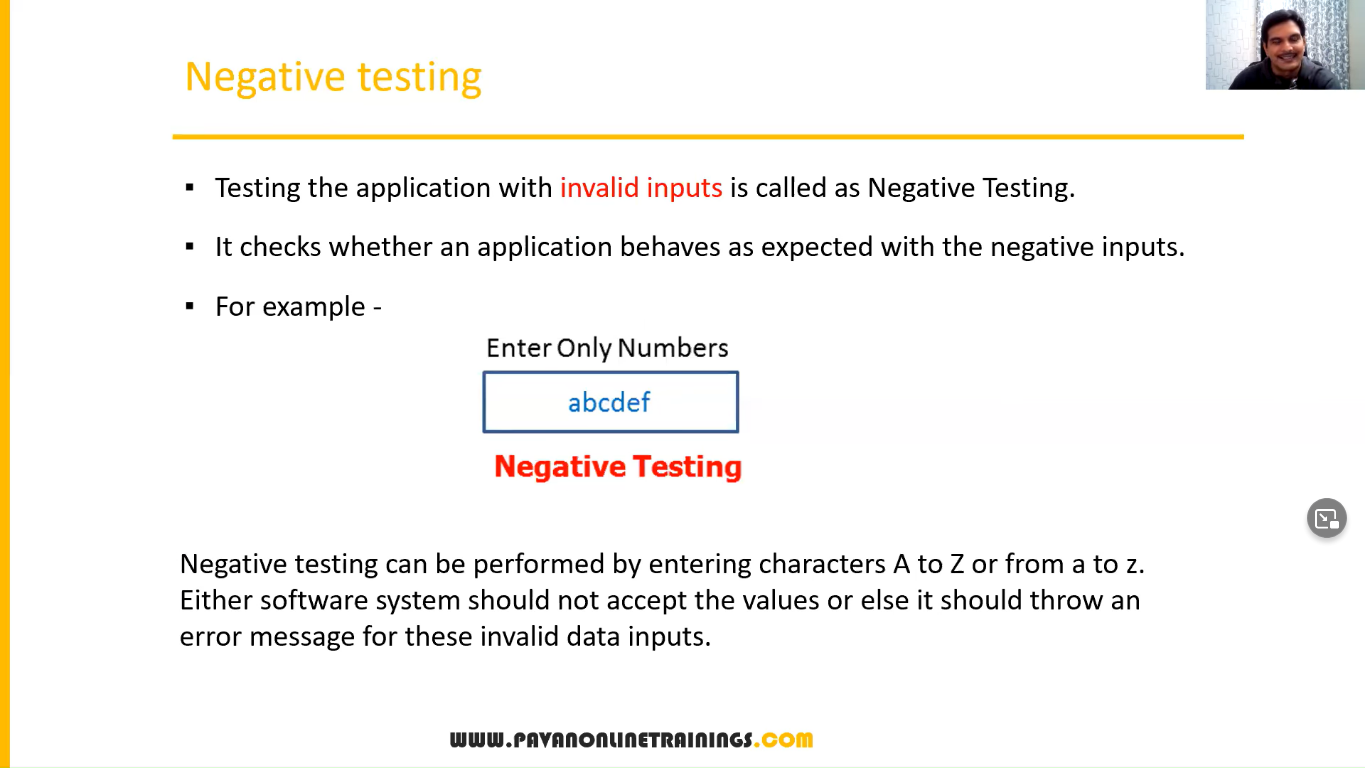 Negative testing
▪ Testing the application with invalid inputs is called as Negative Testing.
▪ It checks whether an application behaves as expected with the negative inputs.
▪ For example -
Enter Only Numbers
abcdef
Negative Testing
Negative testing can be performed by entering characters A to Z or from a to z.
Either software system should not accept the values or else it should throw an
error message for these invalid data inputs.
WWW.PAVANONLINETRAININGS.COM